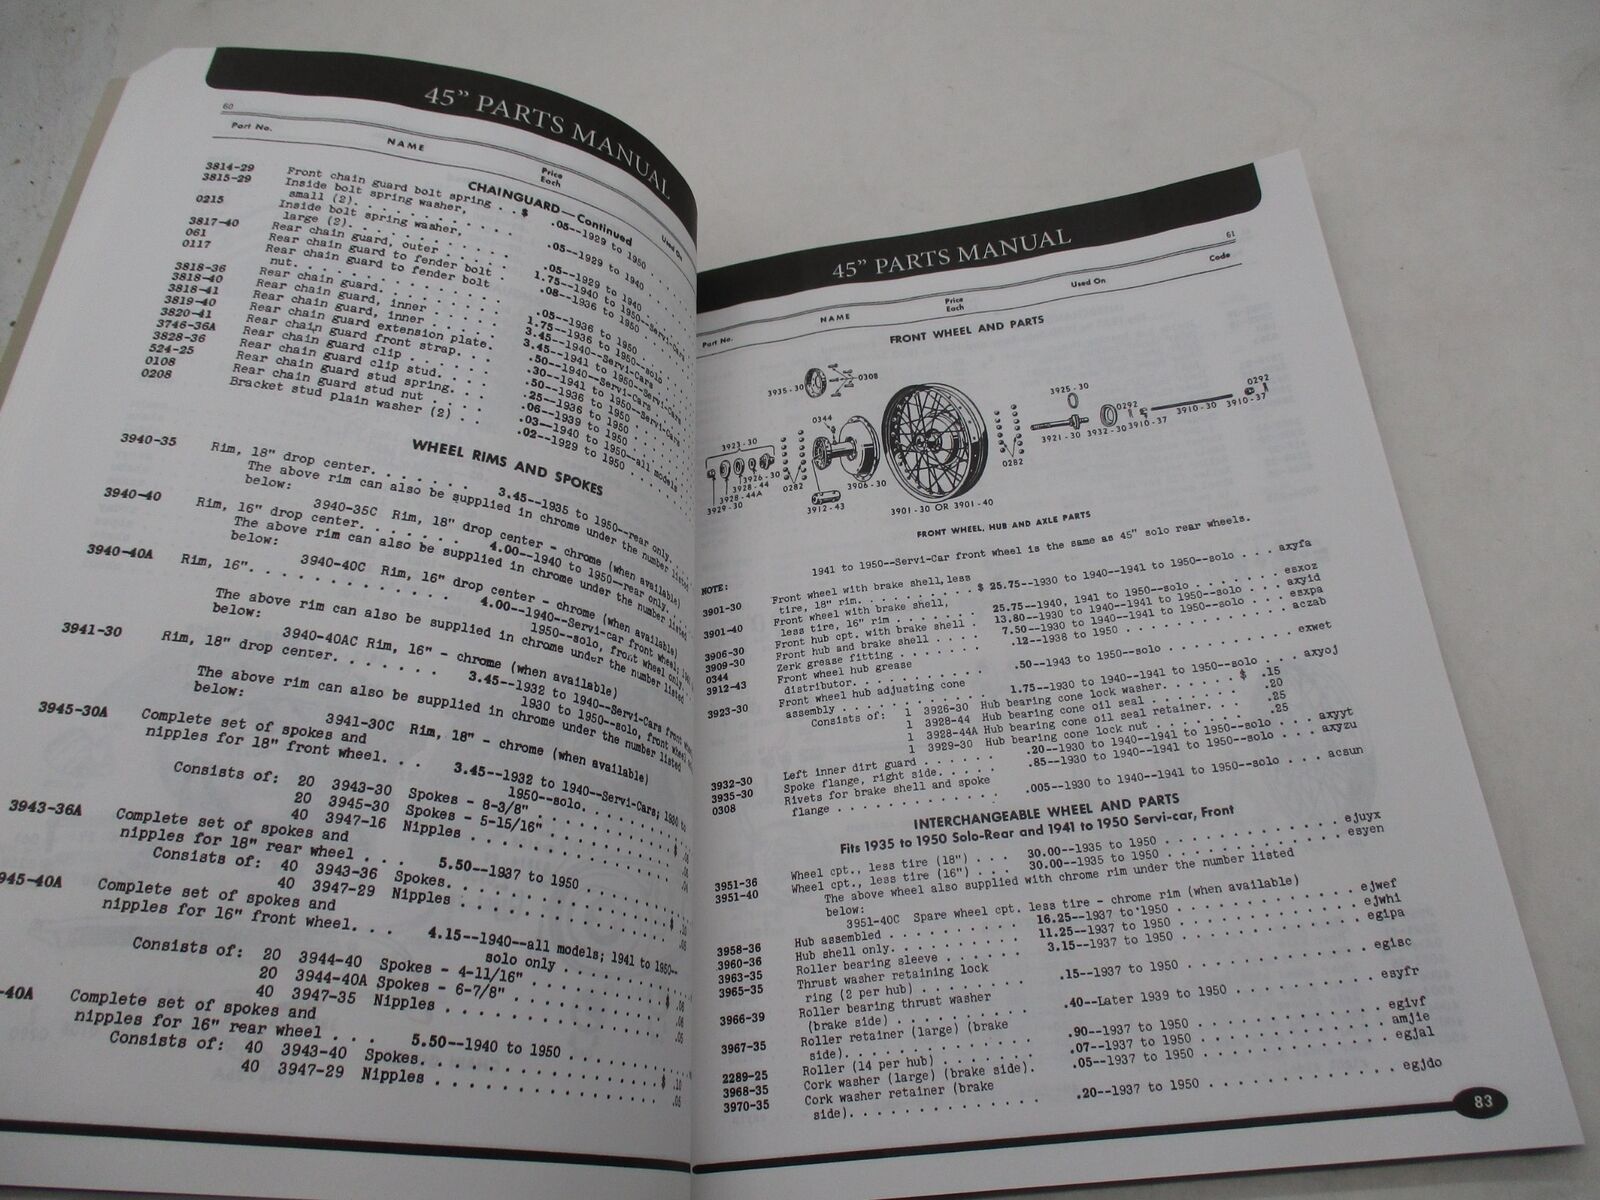 45" PARTS MANUAL
60
Part No.
NAME
Price
Each
Used On
CHAINGUARD—Continued
3814-29 Front chain guard bolt spring . . $ .05--1929 to 1950
3815-29 Inside bolt spring washer,
small (2). . . . . . . . . . .05--1929 to 1940
0215 Inside bolt spring washer,
large (2). . . . . . . . . . .05--1929 to 1940
3817-40 Rear chain guard, outer . . . . . 1.75--1940 to 1950--Servi-Cars
061 Rear chain guard to fender bolt . .08--1936 to 1950
0117 Rear chain guard to fender bolt
nut. . . . . . . . . . . .05--1936 to 1950
3818-36 Rear chain guard. . . . . . . 1.75--1936 to 1950--solo
3818-40 Rear chain guard, inner . . . . . 3.45--1940--Servi-Cars
3818-41 Rear chain guard, inner . . . . . 3.45--1941 to 1950--Servi-Cars
3819-40 Rear chain guard extension plate. .50--1940--Servi-Cars
3820-41 Rear chain guard front strap. . . .30--1941 to 1950--Servi-Cars
3746-36A Rear chain guard clip . . . . .50--1936 to 1950
3828-36 Rear chain guard clip stud. . . . .25--1936 to 1950
524-25 Rear chain guard stud spring. . . .06--1939 to 1950
0108 Rear chain guard stud nut . . . . .03--1940 to 1950--all models
0208 Bracket stud plain washer (2) . . .02--1929 to 1950
WHEEL RIMS AND SPOKES
3940-35 Rim, 18" drop center. . . . . . 3.45--1935 to 1950--rear only.
The above rim can also be supplied in chrome under the number listed
below:
3940-35C Rim, 18" drop center - chrome (when available)
3940-40 Rim, 16" drop center. . . . . . 4.00--1940 to 1950--rear only.
The above rim can also be supplied in chrome under the number listed
below:
3940-40C Rim, 16" drop center - chrome (when available)
3940-40A Rim, 16". . . . . . . . . . 4.00--1940--Servi-car front wheel;
1950--solo, front wheel only.
The above rim can also be supplied in chrome under the number listed
below:
3940-40AC Rim, 16" - chrome (when available)
3941-30 Rim, 18" drop center. . . . . . 3.45--1932 to 1940--Servi-Cars front
1930 to 1950--solo, front wheel
The above rim can also be supplied in chrome under the number listed
below:
3941-30C Rim, 18" - chrome (when available)
3945-30A Complete set of spokes and
nipples for 18" front wheel. . . 3.45--1932 to 1940--Servi-Cars; 1930 to
1950--solo.
Consists of: 20 3943-30 Spokes - 8-3/8"
20 3945-30 Spokes - 5-15/16"
40 3947-16 Nipples
3943-36A Complete set of spokes and
nipples for 18" rear wheel . . . 5.50--1937 to 1950
Consists of: 40 3943-36 Spokes. $ .10
40 3947-29 Nipples .05
945-40A Complete set of spokes and
nipples for 16" front wheel. . . 4.15--1940--all models; 1941 to 1950--
solo only
Consists of: 20 3944-40 Spokes - 4-11/16" $ .06
20 3944-40A Spokes - 6-7/8" .06
40 3947-35 Nipples .05
-40A Complete set of spokes and
nipples for 16" rear wheel . . . 5.50--1940 to 1950
Consists of: 40 3943-40 Spokes. $ .10
40 3947-29 Nipples .05
45" PARTS MANUAL
61
Part No.
NAME
Price
Each
Used On
Code
FRONT WHEEL AND PARTS
3935-30
0308
0344
3923-30
3926-30
3928-44
3928-44A
3929-30
0282
3912-43
3906-30
3901-30 OR 3901-40
0282
3925-30
0292
3921-30
3932-30
3910-37
3910-30
3910-37
0292
FRONT WHEEL, HUB AND AXLE PARTS
NOTE: 1941 to 1950--Servi-Car front wheel is the same as 45" solo rear wheels.
3901-30 Front wheel with brake shell, less
tire, 18" rim. . . . . . . . . $ 25.75--1930 to 1940--1941 to 1950--solo . . . axyfa
3901-40 Front wheel with brake shell,
less tire, 16" rim . . . . . . 25.75--1940, 1941 to 1950--solo . . . . . . . esxoz
3906-30 Front hub cpt. with brake shell . 13.80--1930 to 1940--1941 to 1950--solo . . . axyid
3909-30 Front hub and brake shell . . . . 7.50--1930 to 1940--1941 to 1950--solo . . . esxpa
0344 Zerk grease fitting . . . . . . . .12--1938 to 1950 . . . . . . . . . . aczab
3912-43 Front wheel hub grease
distributor. . . . . . . . . . .50--1943 to 1950--solo . . . . . . . . exwet
3923-30 Front wheel hub adjusting cone
assembly . . . . . . . . . . 1.75--1930 to 1940--1941 to 1950--solo . . . axyoj
Consists of: 1 3926-30 Hub bearing cone lock washer. . . . . . $ .15
1 3928-44 Hub bearing cone oil seal . . . . . . .20
1 3928-44A Hub bearing cone oil seal retainer. . . .25
1 3929-30 Hub bearing cone lock nut . . . . . . .25
3932-30 Left inner dirt guard . . . . . . .20--1930 to 1940--1941 to 1950--solo . . . axyyt
3935-30 Spoke flange, right side. . . . . .85--1930 to 1940--1941 to 1950--solo . . . axyzu
0308 Rivets for brake shell and spoke
flange . . . . . . . . . . . .005--1930 to 1940--1941 to 1950--solo . . . acsun
INTERCHANGEABLE WHEEL AND PARTS
Fits 1935 to 1950 Solo-Rear and 1941 to 1950 Servi-car, Front
3951-36 Wheel cpt., less tire (18") . . . 30.00--1935 to 1950 . . . . . . . . ejuyx
3951-40 Wheel cpt., less tire (16") . . . 30.00--1935 to 1950 . . . . . . . . esyen
The above wheel also supplied with chrome rim under the number listed
below:
3951-40C Spare wheel cpt. less tire - chrome rim (when available)
3958-36 Hub assembled . . . . . . . . 16.25--1937 to 1950 . . . . . . . . ejwef
3960-36 Hub shell only. . . . . . . . 11.25--1937 to 1950 . . . . . . . . ejwhi
3963-35 Roller bearing sleeve . . . . . . 3.15--1937 to 1950 . . . . . . . . egipa
3965-35 Thrust washer retaining lock
ring (2 per hub) . . . . . . . .15--1937 to 1950 . . . . . . . . egisc
3966-39 Roller bearing thrust washer
(brake side) . . . . . . . . .40--Later 1939 to 1950 . . . . . . . esyfr
3967-35 Roller retainer (large) (brake
side). . . . . . . . . . . .90--1937 to 1950 . . . . . . . . egivf
2289-25 Roller (14 per hub) . . . . . . .07--1937 to 1950 . . . . . . . . amjie
3968-35 Cork washer (large) (brake side). .05--1937 to 1950 . . . . . . . . egjal
3970-35 Cork washer retainer (brake
side). . . . . . . . . . . .20--1937 to 1950 . . . . . . . . egjdo
83